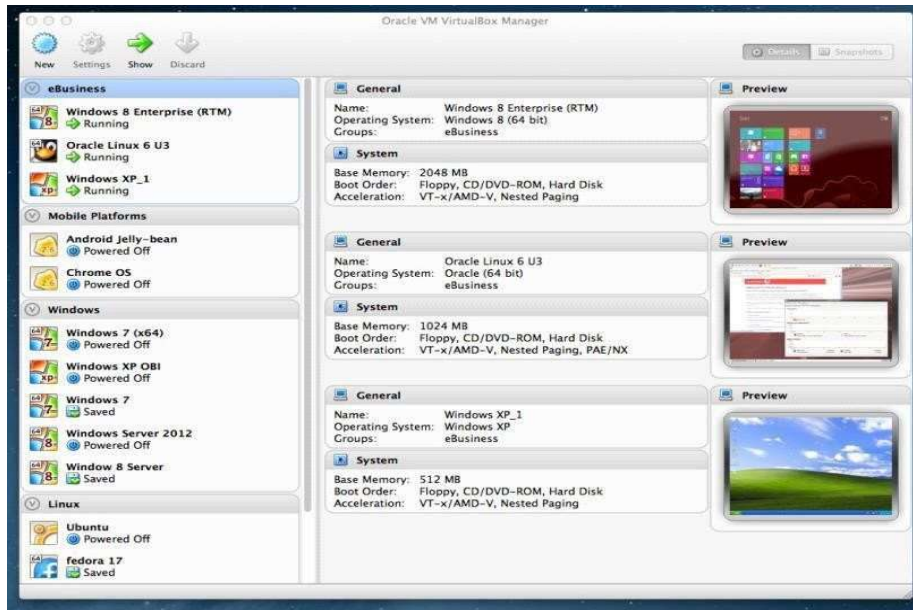 Oracle VM VirtualBox Manager
New Settings Show Discard
Details Snapshots
eBusiness
Windows 8 Enterprise (RTM)
Running
Oracle Linux 6 U3
Running
Windows XP_1
Running
Mobile Platforms
Android Jelly-bean
Powered Off
Chrome OS
Powered Off
Windows
Windows 7 (x64)
Powered Off
Windows XP OBI
Powered Off
Windows 7
Saved
Windows Server 2012
Powered Off
Window 8 Server
Saved
Linux
Ubuntu
Powered Off
fedora 17
Saved
General
Name: Windows 8 Enterprise (RTM)
Operating System: Windows 8 (64 bit)
Groups: eBusiness
System
Base Memory: 2048 MB
Boot Order: Floppy, CD/DVD-ROM, Hard Disk
Acceleration: VT-x/AMD-V, Nested Paging
Preview
General
Name: Oracle Linux 6 U3
Operating System: Oracle (64 bit)
Groups: eBusiness
System
Base Memory: 1024 MB
Boot Order: Floppy, CD/DVD-ROM, Hard Disk
Acceleration: VT-x/AMD-V, Nested Paging, PAE/NX
Preview
General
Name: Windows XP_1
Operating System: Windows XP
Groups: eBusiness
System
Base Memory: 512 MB
Boot Order: Floppy, CD/DVD-ROM, Hard Disk
Acceleration: VT-x/AMD-V, Nested Paging
Preview